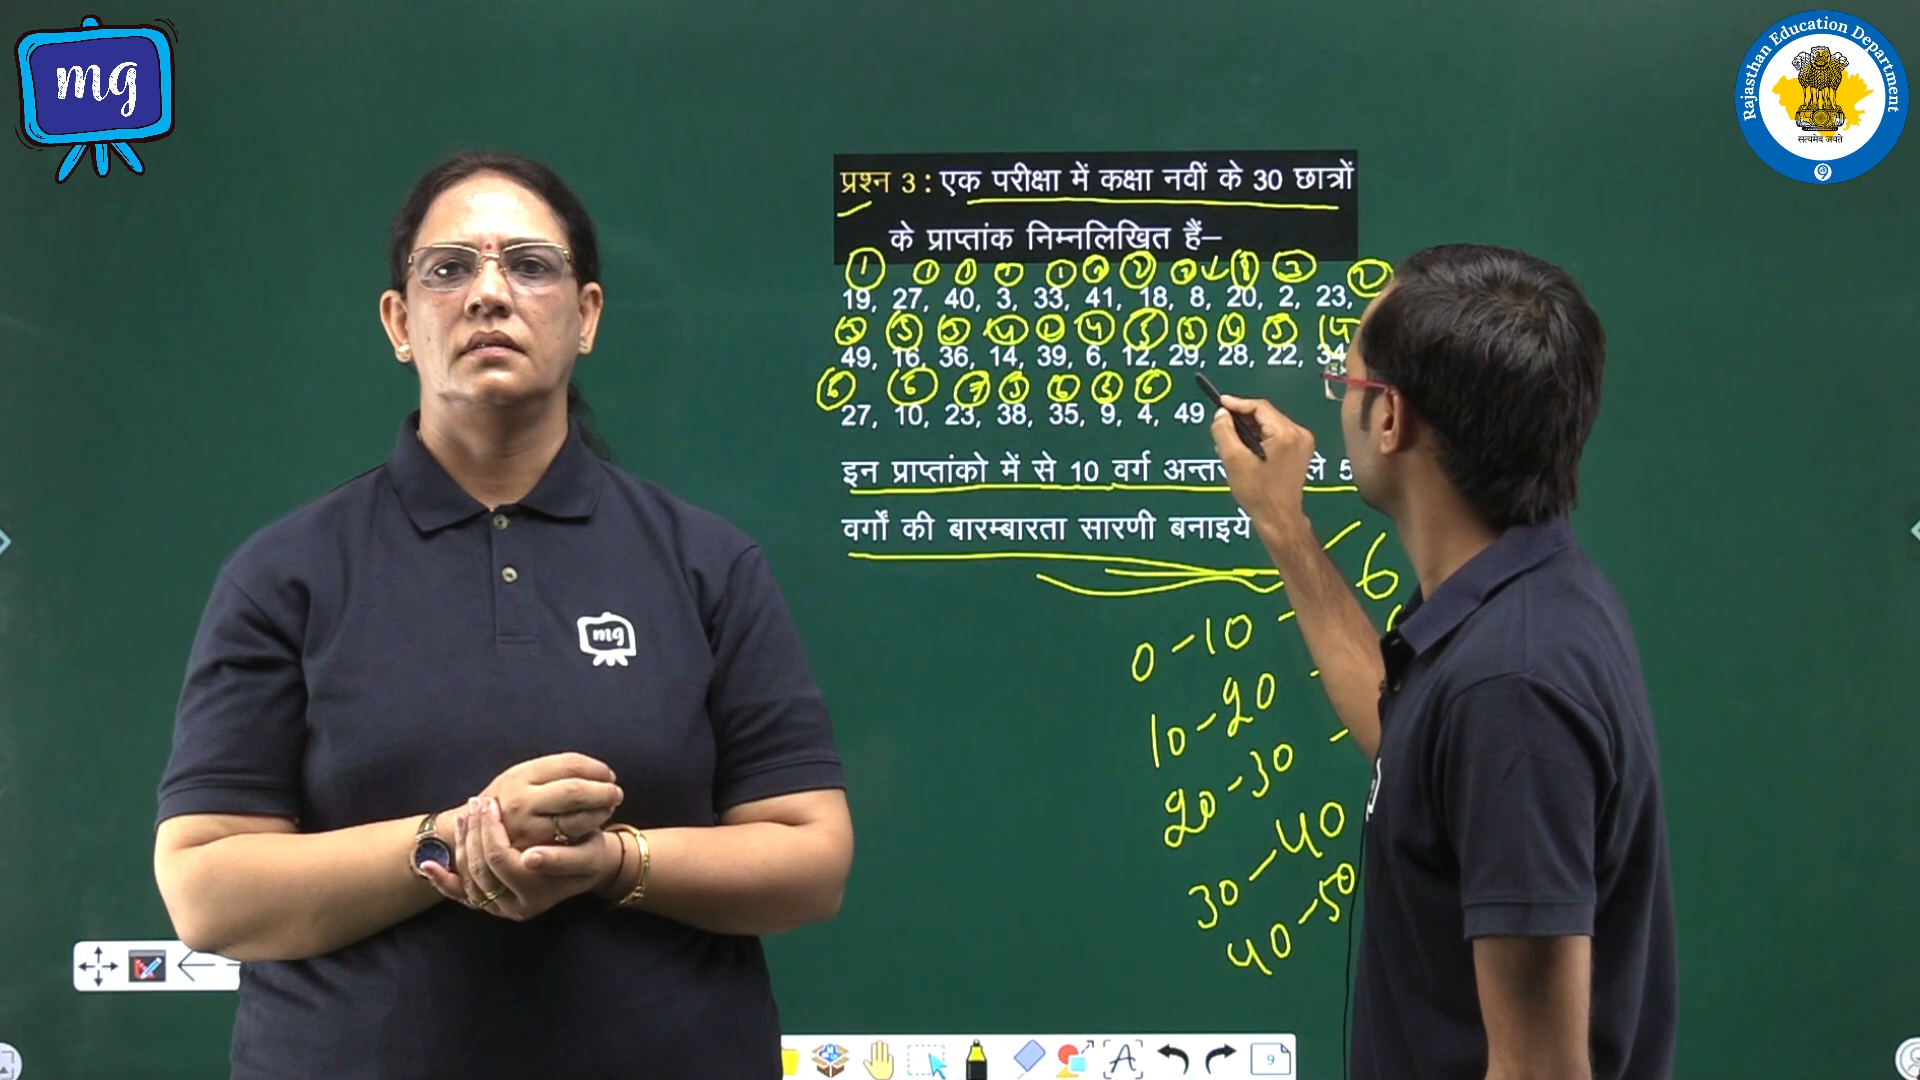 mg
Rajasthan Education Department
सत्यमेव जयते
प्रश्न 3 : एक परीक्षा में कक्षा नवीं के 30 छात्रों
के प्राप्तांक निम्नलिखित हैं–
19, 27, 40, 3, 33, 41, 18, 8, 20, 2, 23,
49, 16, 36, 14, 39, 6, 12, 29, 28, 22, 34
27, 10, 23, 38, 35, 9, 4, 49
इन प्राप्तांको में से 10 वर्ग 5
वर्गों की बारम्बारता सारणी बनाइये
6
0-10 -
10-20 -
20-30 -
30-40
40-50
mg
A
9